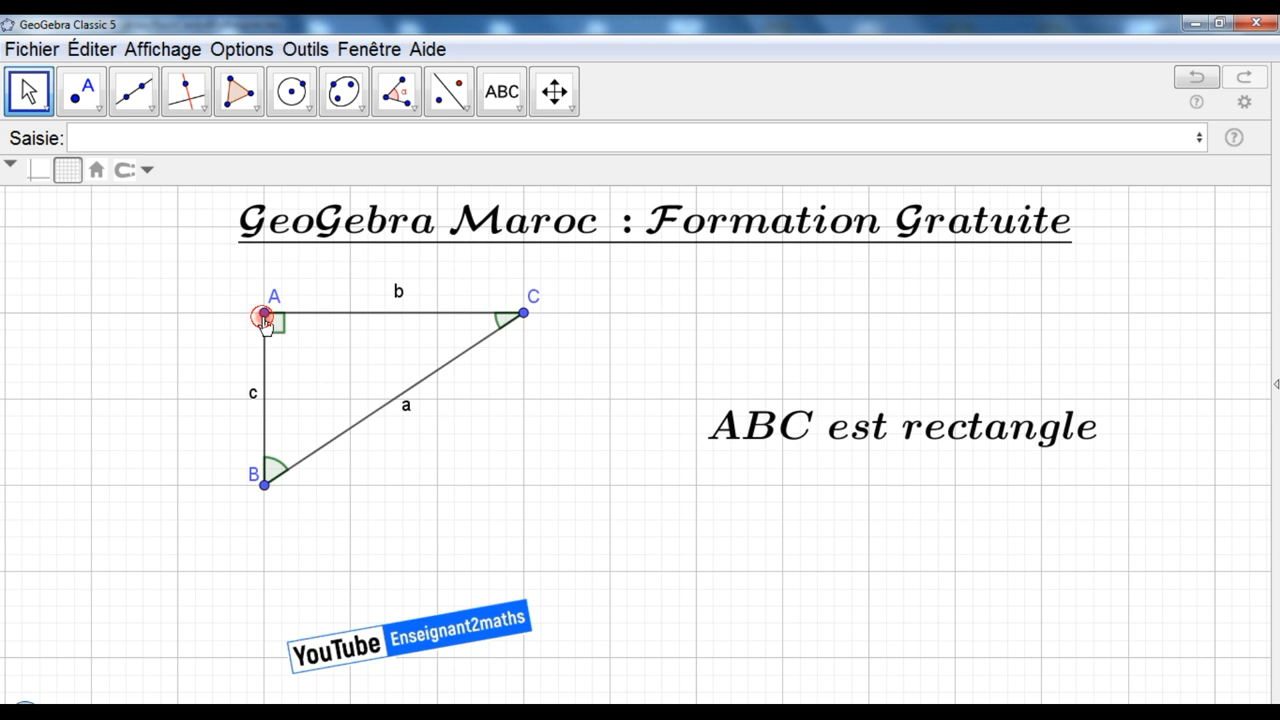 GeoGebra Classic 5
Fichier Éditer Affichage Options Outils Fenêtre Aide
A
α
ABC
Saisie:
GeoGebra Maroc : Formation Gratuite
A
b
C
c
a
ABC est rectangle
B
YouTube Enseignant2maths